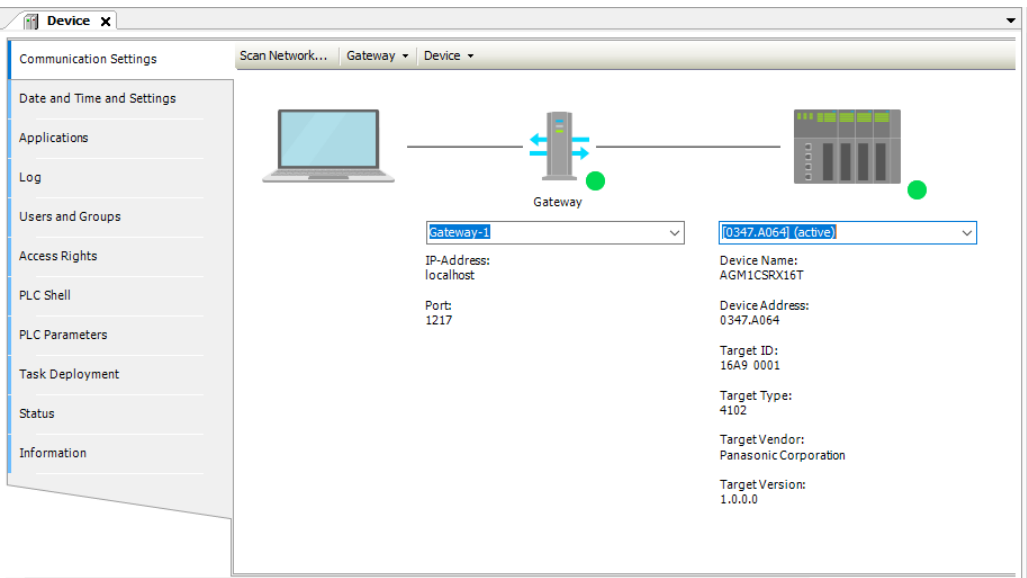 Device
Communication Settings
Scan Network...
Gateway
Device
Date and Time and Settings
Applications
Log
Users and Groups
Access Rights
PLC Shell
PLC Parameters
Task Deployment
Status
Information
Gateway
Gateway-1
IP-Address:
localhost
Port:
1217
[0347.A064] (active)
Device Name:
AGM1CSRX16T
Device Address:
0347.A064
Target ID:
16A9 0001
Target Type:
4102
Target Vendor:
Panasonic Corporation
Target Version:
1.0.0.0